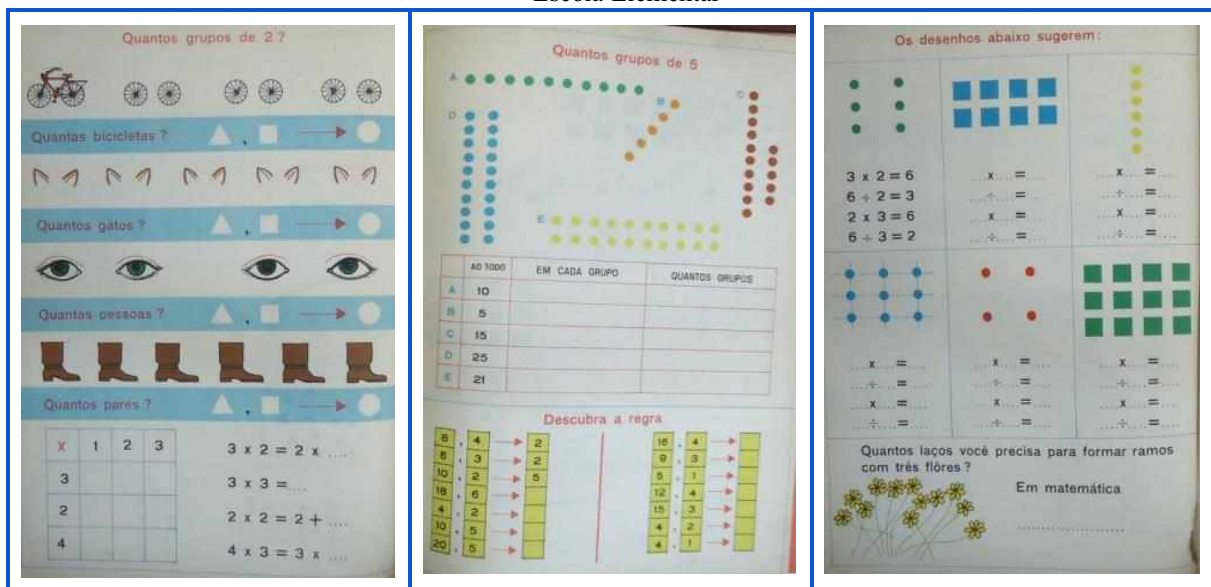 Escola Elementar
Quantos grupos de 2 ?
Quantas bicicletas ?
Quantos gatos ?
Quantas pessoas ?
Quantos pares ?
X 1 2 3
3
2
4
3 x 2 = 2 x ....
3 x 3 = ....
2 x 2 = 2 + ....
4 x 3 = 3 x ....
Quantos grupos de 5
A
B
C
D
E
AO TODO EM CADA GRUPO QUANTOS GRUPOS
A 10
B 5
C 15
D 25
E 21
Descubra a regra
8 , 4 2
6 , 3 2
10 , 2 5
18 , 6
4 , 2
10 , 5
20 , 5
16 , 4
9 , 3
5 , 1
12 , 4
15 , 3
4 , 2
4 , 1
Os desenhos abaixo sugerem :
3 x 2 = 6
6 ÷ 2 = 3
2 x 3 = 6
6 ÷ 3 = 2
....x....=....
....÷....=....
....x....=....
....÷....=....
....x....=....
....÷....=....
....x....=....
....÷....=....
....x....=....
....÷....=....
....x....=....
....÷....=....
....x....=....
....÷....=....
....x....=....
....÷....=....
....x....=....
....÷....=....
....x....=....
....÷....=....
Quantos laços você precisa para formar ramos
com três flôres ?
Em matemática
....................